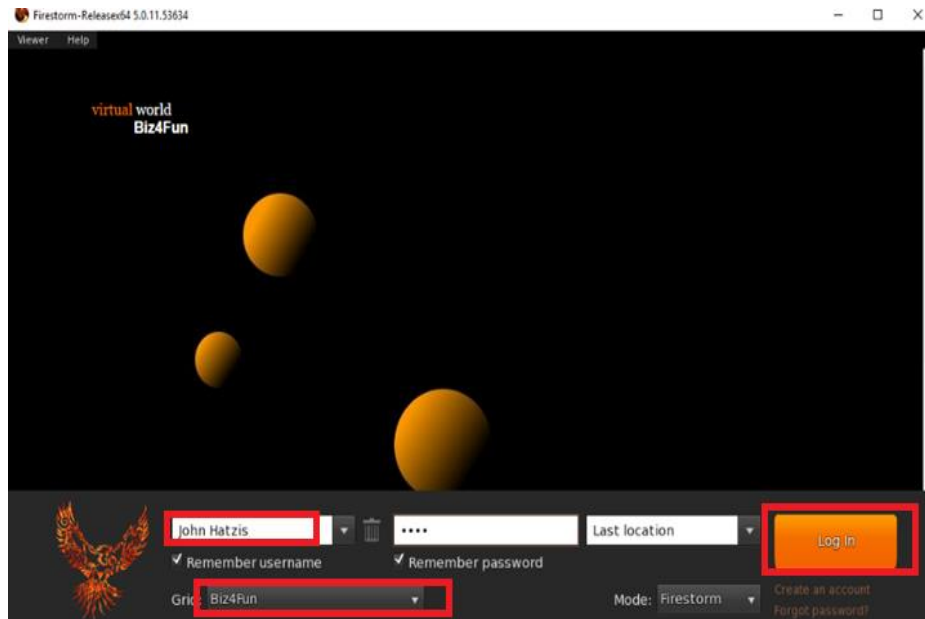 Firestorm-Releasex64 5.0.11.53634
Viewer Help
virtual world
Biz4Fun
John Hatzis •••• Last location Log In
Remember username Remember password
Grid: Biz4Fun Mode: Firestorm Create an account
Forgot password?